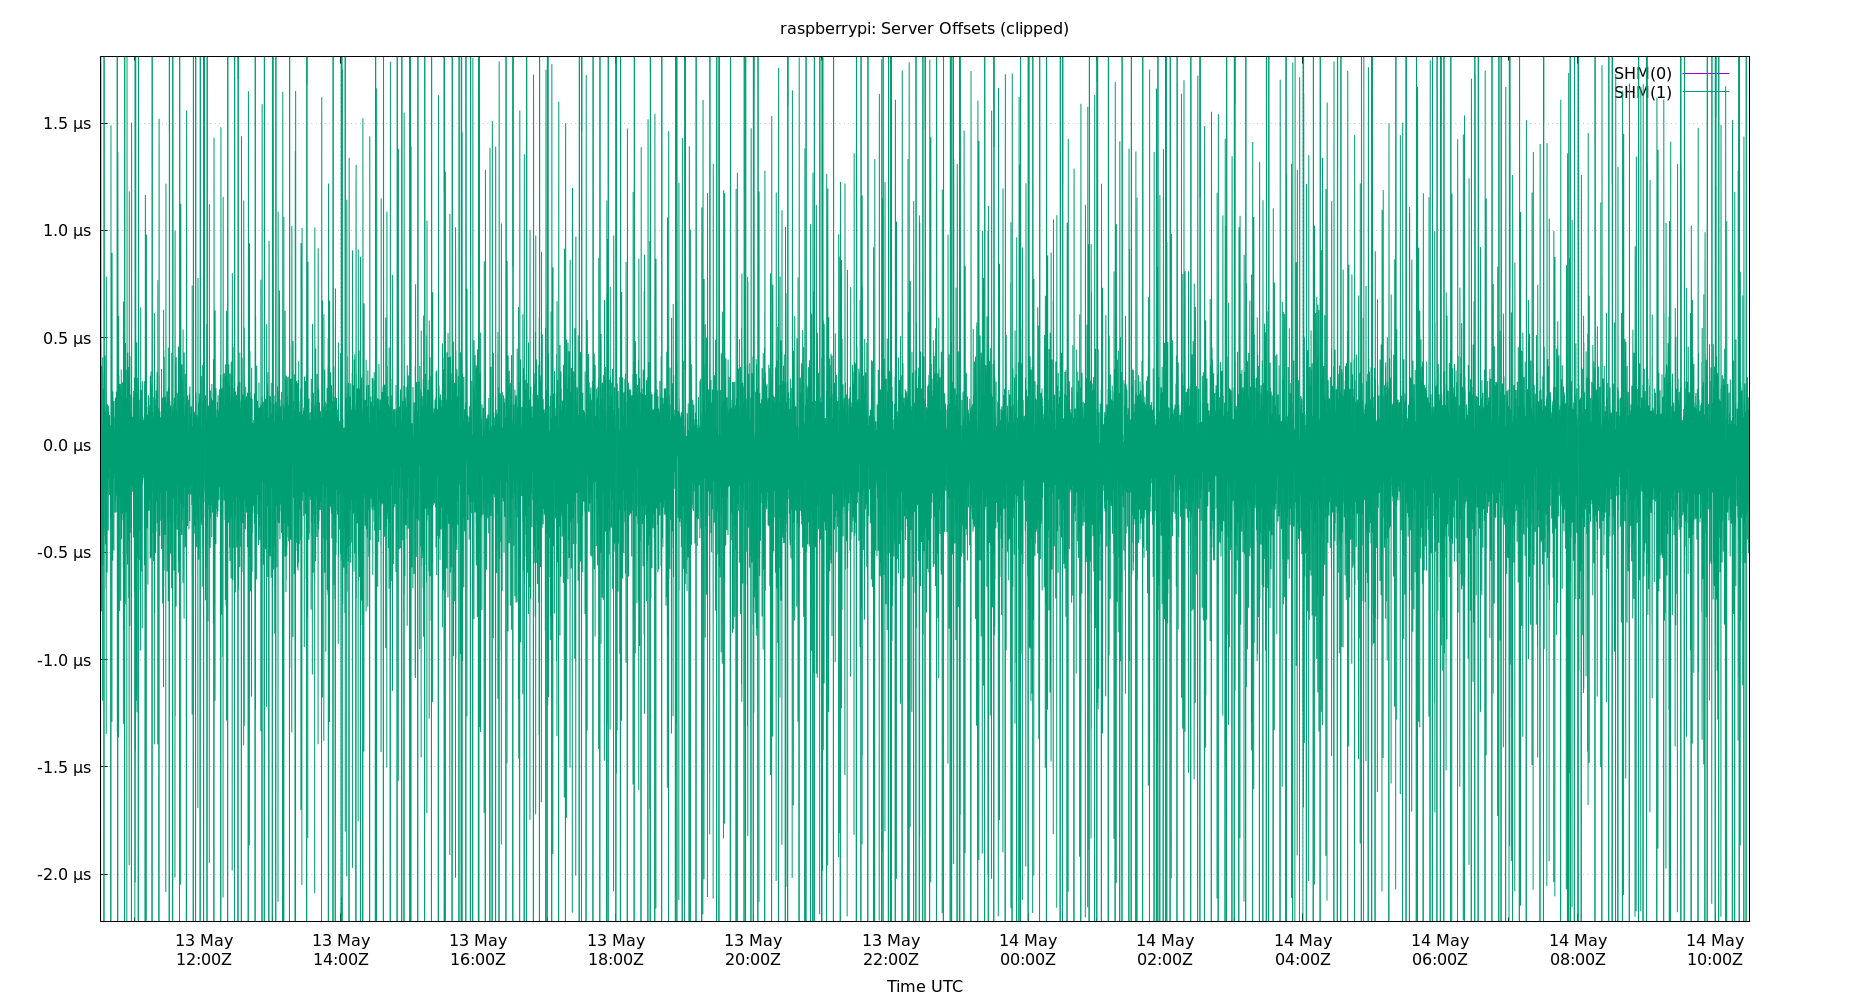 raspberrypi: Server Offsets (clipped)
SHM(0)
SHM(1)
1.5 µs
1.0 µs
0.5 µs
0.0 µs
-0.5 µs
-1.0 µs
-1.5 µs
-2.0 µs
13 May 13 May 13 May 13 May 13 May 13 May 14 May 14 May 14 May 14 May 14 May 14 May
12:00Z 14:00Z 16:00Z 18:00Z 20:00Z 22:00Z 00:00Z 02:00Z 04:00Z 06:00Z 08:00Z 10:00Z
Time UTC